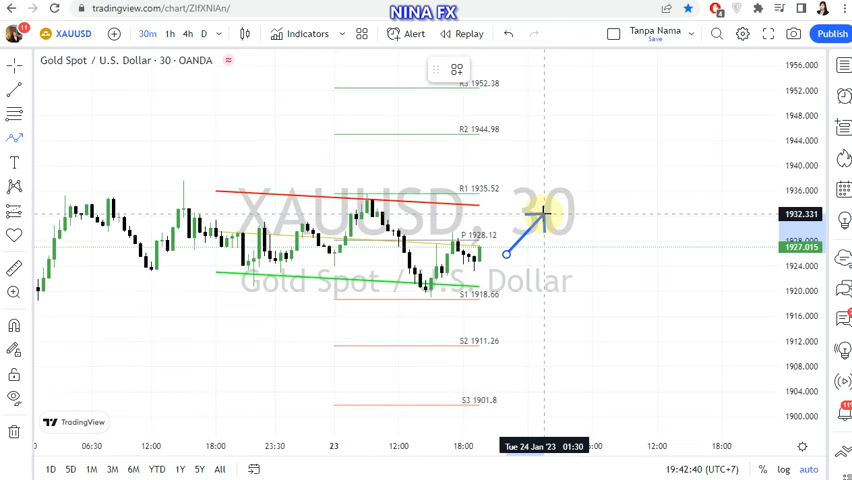 NINA FX
tradingview.com/chart/ZIfXNIAn/
4
11
XAUUSD
30m 1h 4h D
Indicators
Alert
Replay
Tanpa Nama
Save
Publish
Gold Spot / U.S. Dollar · 30 · OANDA
XAUUSD, 30
Gold Spot / U.S. Dollar
R3 1952.38
R2 1944.98
R1 1935.52
P 1928.12
S1 1918.66
S2 1911.26
S3 1901.8
1956.000
1952.000
1948.000
1944.000
1940.000
1936.000
1932.331
1927.015
1924.000
1920.000
1916.000
1912.000
1908.000
1904.000
1900.000
TradingView
06:30 12:00 18:00 23:30 23 12:00 18:00 Tue 24 Jan '23 01:30 12:00 18:00
1D 5D 1M 3M 6M YTD 1Y 5Y All
19:42:40 (UTC+7)
% log auto